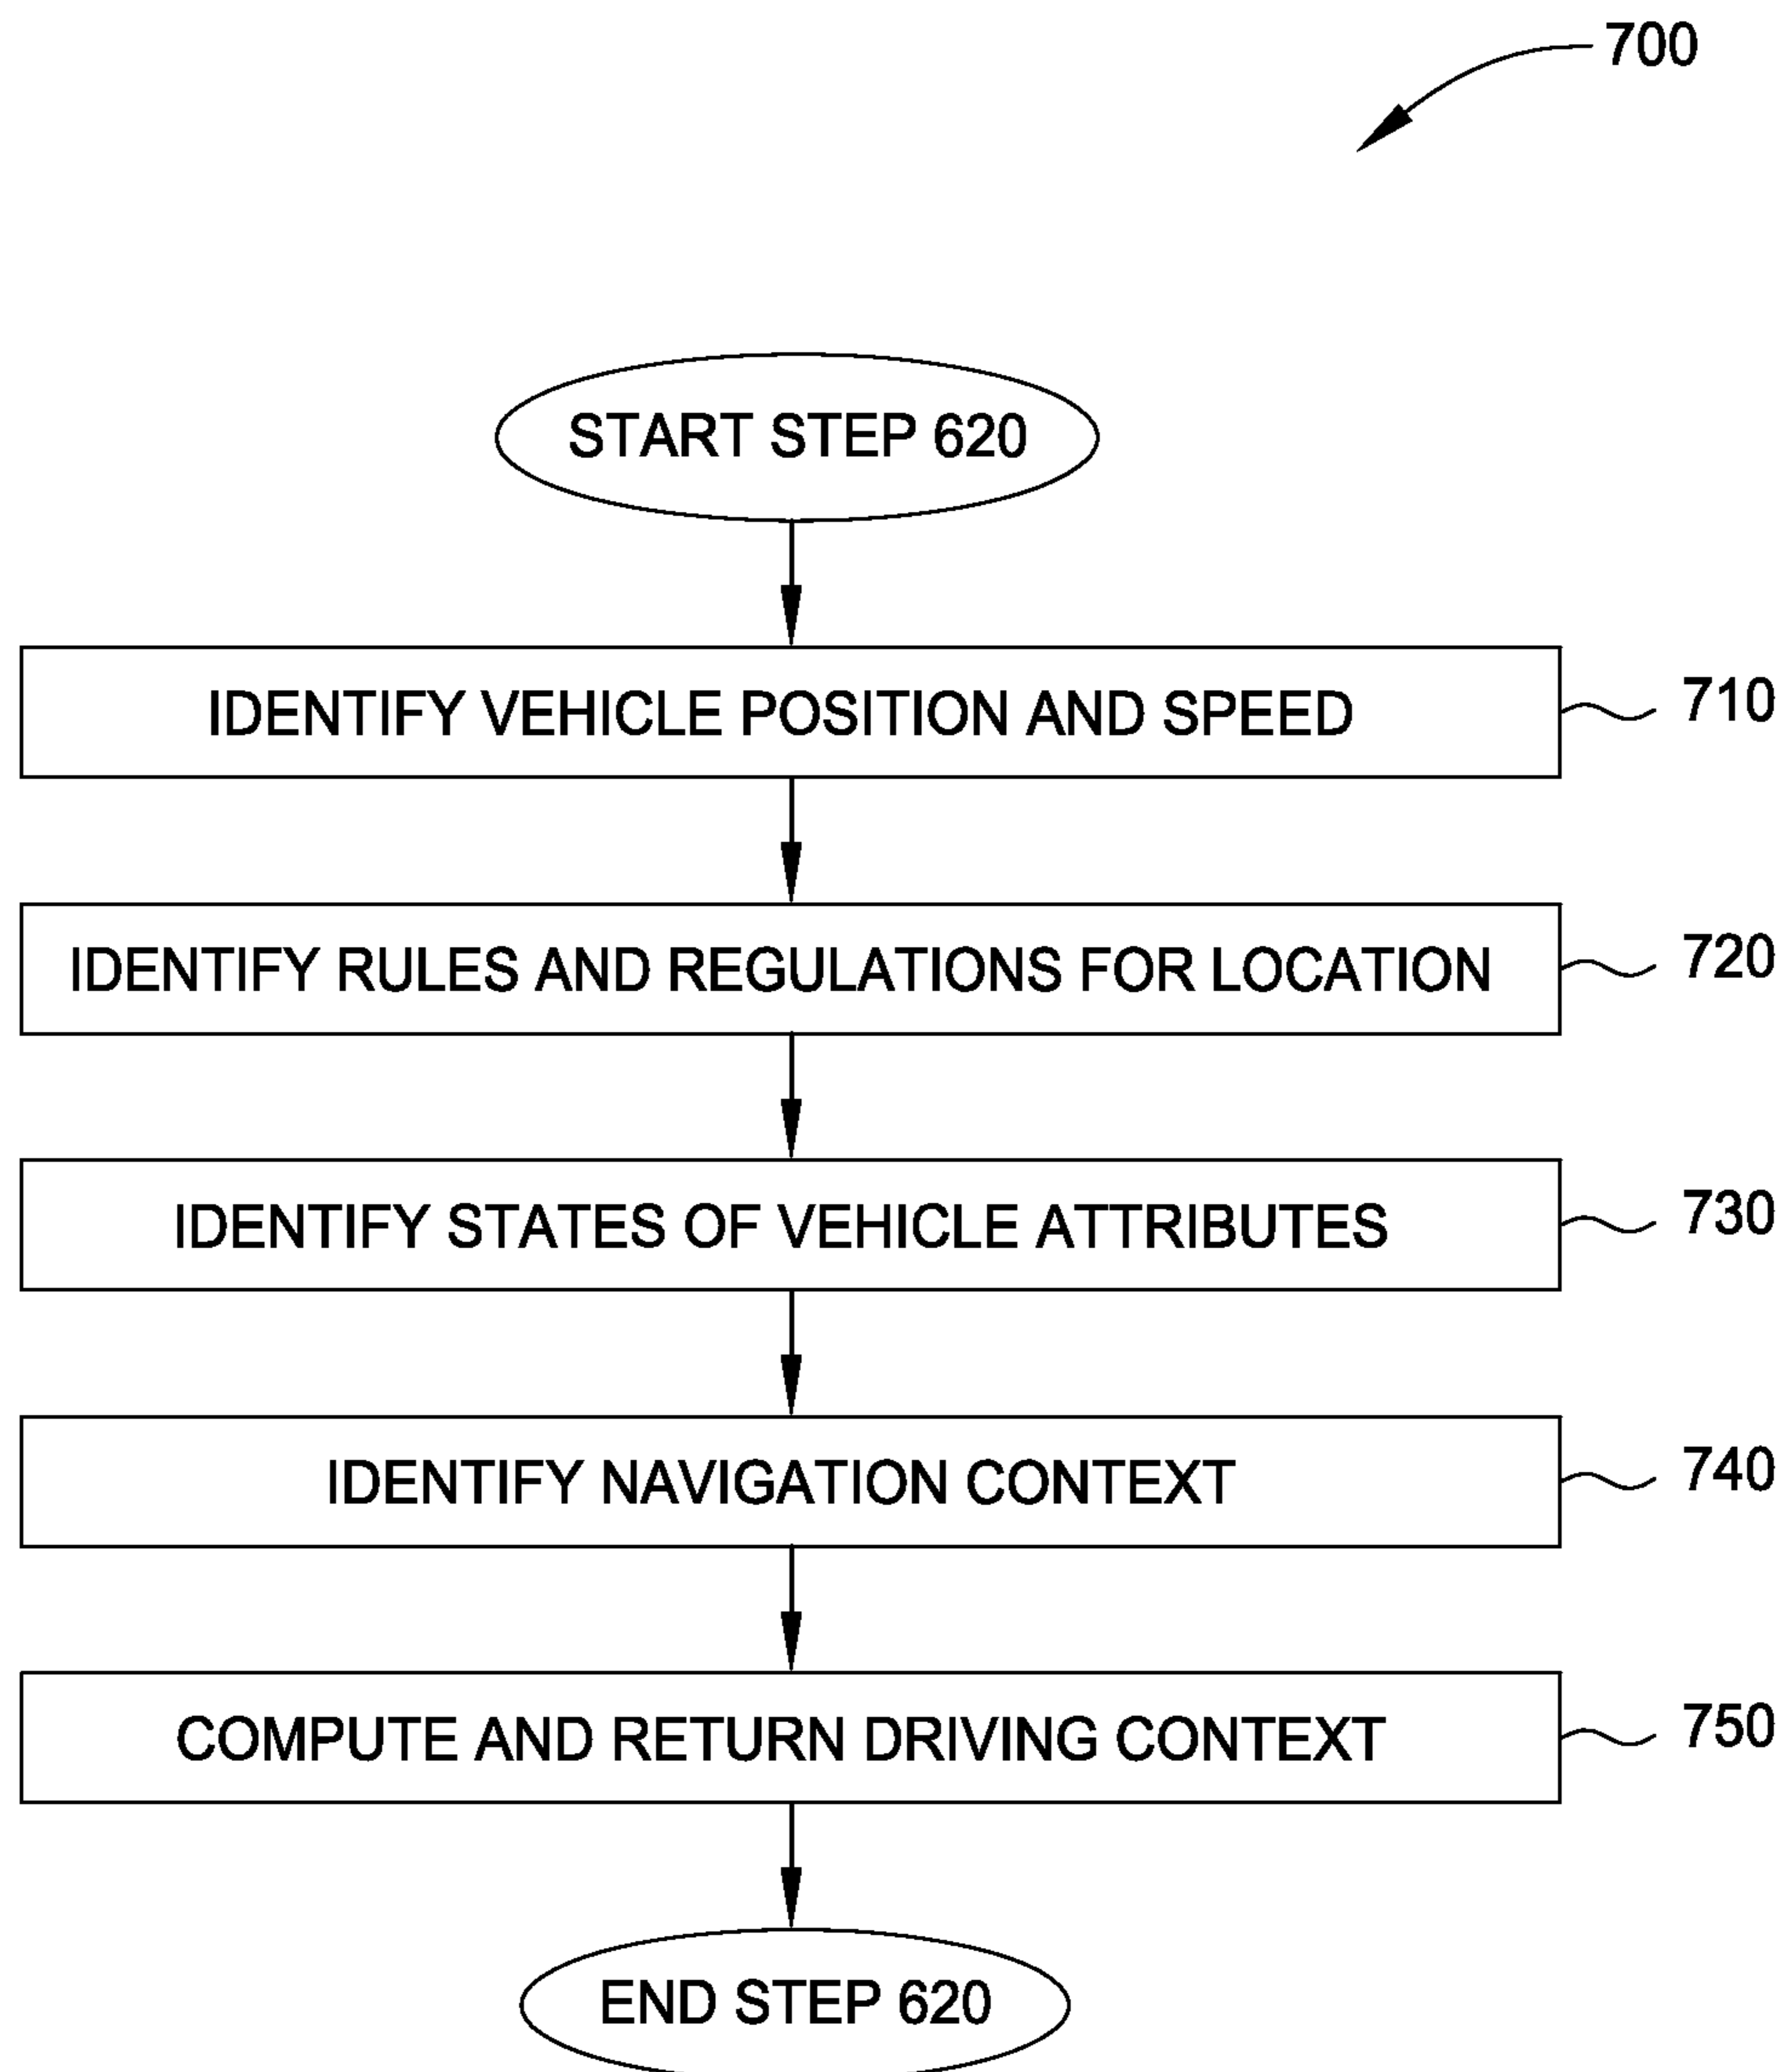 700
START STEP 620
IDENTIFY VEHICLE POSITION AND SPEED
710
IDENTIFY RULES AND REGULATIONS FOR LOCATION
720
IDENTIFY STATES OF VEHICLE ATTRIBUTES
730
IDENTIFY NAVIGATION CONTEXT
740
COMPUTE AND RETURN DRIVING CONTEXT
750
END STEP 620